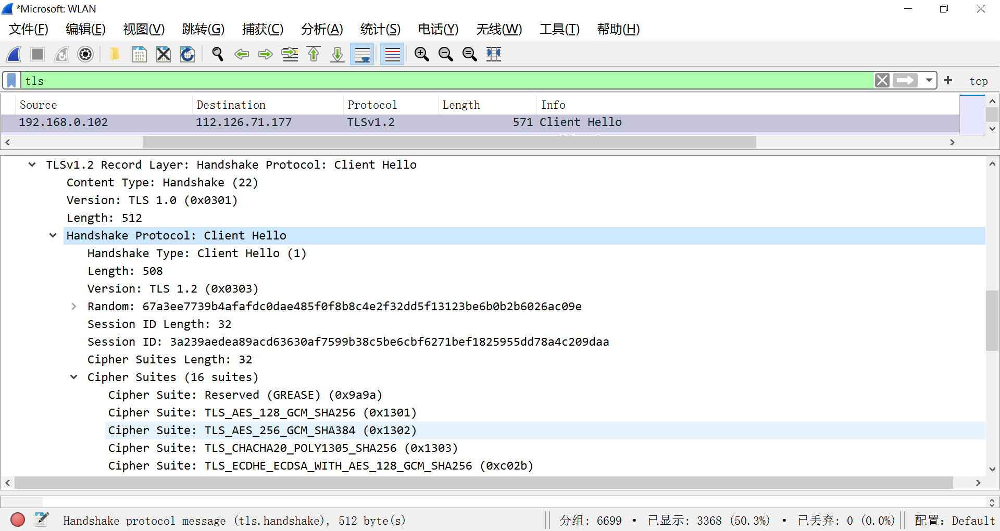 *Microsoft: WLAN
文件(F) 编辑(E) 视图(V) 跳转(G) 捕获(C) 分析(A) 统计(S) 电话(Y) 无线(W) 工具(T) 帮助(H)
tls
tcp
Source Destination Protocol Length Info
192.168.0.102 112.126.71.177 TLSv1.2 571 Client Hello
TLSv1.2 Record Layer: Handshake Protocol: Client Hello
Content Type: Handshake (22)
Version: TLS 1.0 (0x0301)
Length: 512
Handshake Protocol: Client Hello
Handshake Type: Client Hello (1)
Length: 508
Version: TLS 1.2 (0x0303)
Random: 67a3ee7739b4afafdc0dae485f0f8b8c4e2f32dd5f13123be6b0b2b6026ac09e
Session ID Length: 32
Session ID: 3a239aedea89acd63630af7599b38c5be6cbf6271bef1825955dd78a4c209daa
Cipher Suites Length: 32
Cipher Suites (16 suites)
Cipher Suite: Reserved (GREASE) (0x9a9a)
Cipher Suite: TLS_AES_128_GCM_SHA256 (0x1301)
Cipher Suite: TLS_AES_256_GCM_SHA384 (0x1302)
Cipher Suite: TLS_CHACHA20_POLY1305_SHA256 (0x1303)
Cipher Suite: TLS_ECDHE_ECDSA_WITH_AES_128_GCM_SHA256 (0xc02b)
Handshake protocol message (tls.handshake), 512 byte(s)
分组: 6699 · 已显示: 3368 (50.3%) · 已丢弃: 0 (0.0%)
配置: Default